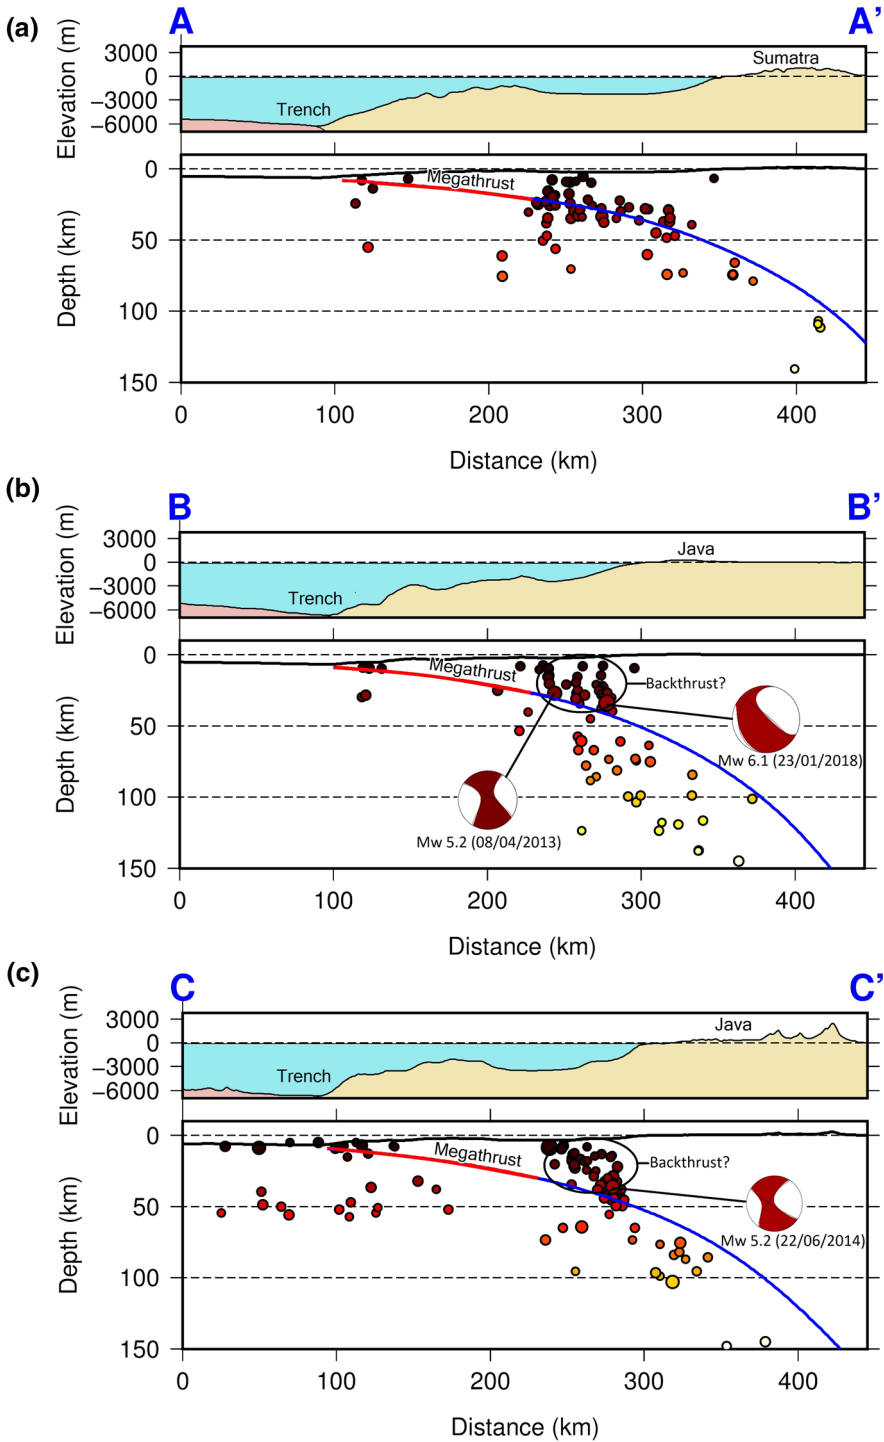 (a)
A A’
Elevation (m)
3000
0
−3000
−6000
Trench
Sumatra
Depth (km)
0
50
100
150
Megathrust
0 100 200 300 400
Distance (km)
(b)
B B’
Elevation (m)
3000
0
−3000
−6000
Trench
Java
Depth (km)
0
50
100
150
Megathrust
Backthrust?
Mw 6.1 (23/01/2018)
Mw 5.2 (08/04/2013)
0 100 200 300 400
Distance (km)
(c)
C C’
Elevation (m)
3000
0
−3000
−6000
Trench
Java
Depth (km)
0
50
100
150
Megathrust
Backthrust?
Mw 5.2 (22/06/2014)
0 100 200 300 400
Distance (km)